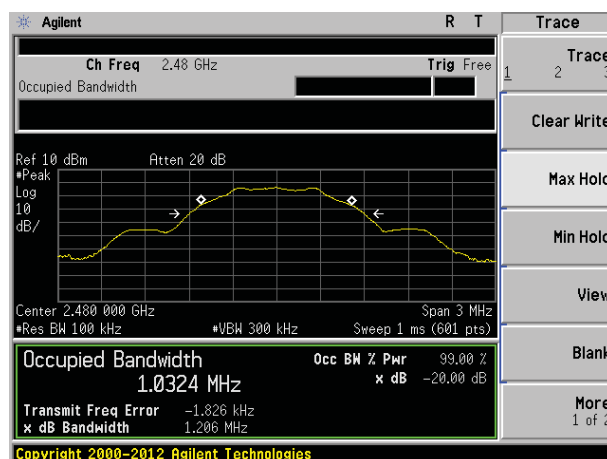 Agilent R T Trace
Ch Freq 2.48 GHz Trig Free
Occupied Bandwidth
Trace
1 2 3
Clear Write
Max Hold
Min Hold
View
Blank
More
1 of 2
Ref 10 dBm Atten 20 dB
#Peak
Log
10
dB/
Center 2.480 000 GHz Span 3 MHz
#Res BW 100 kHz #VBW 300 kHz Sweep 1 ms (601 pts)
Occupied Bandwidth Occ BW % Pwr 99.00 %
1.0324 MHz x dB -20.00 dB
Transmit Freq Error -1.826 kHz
x dB Bandwidth 1.206 MHz
Copyright 2000-2012 Agilent Technologies